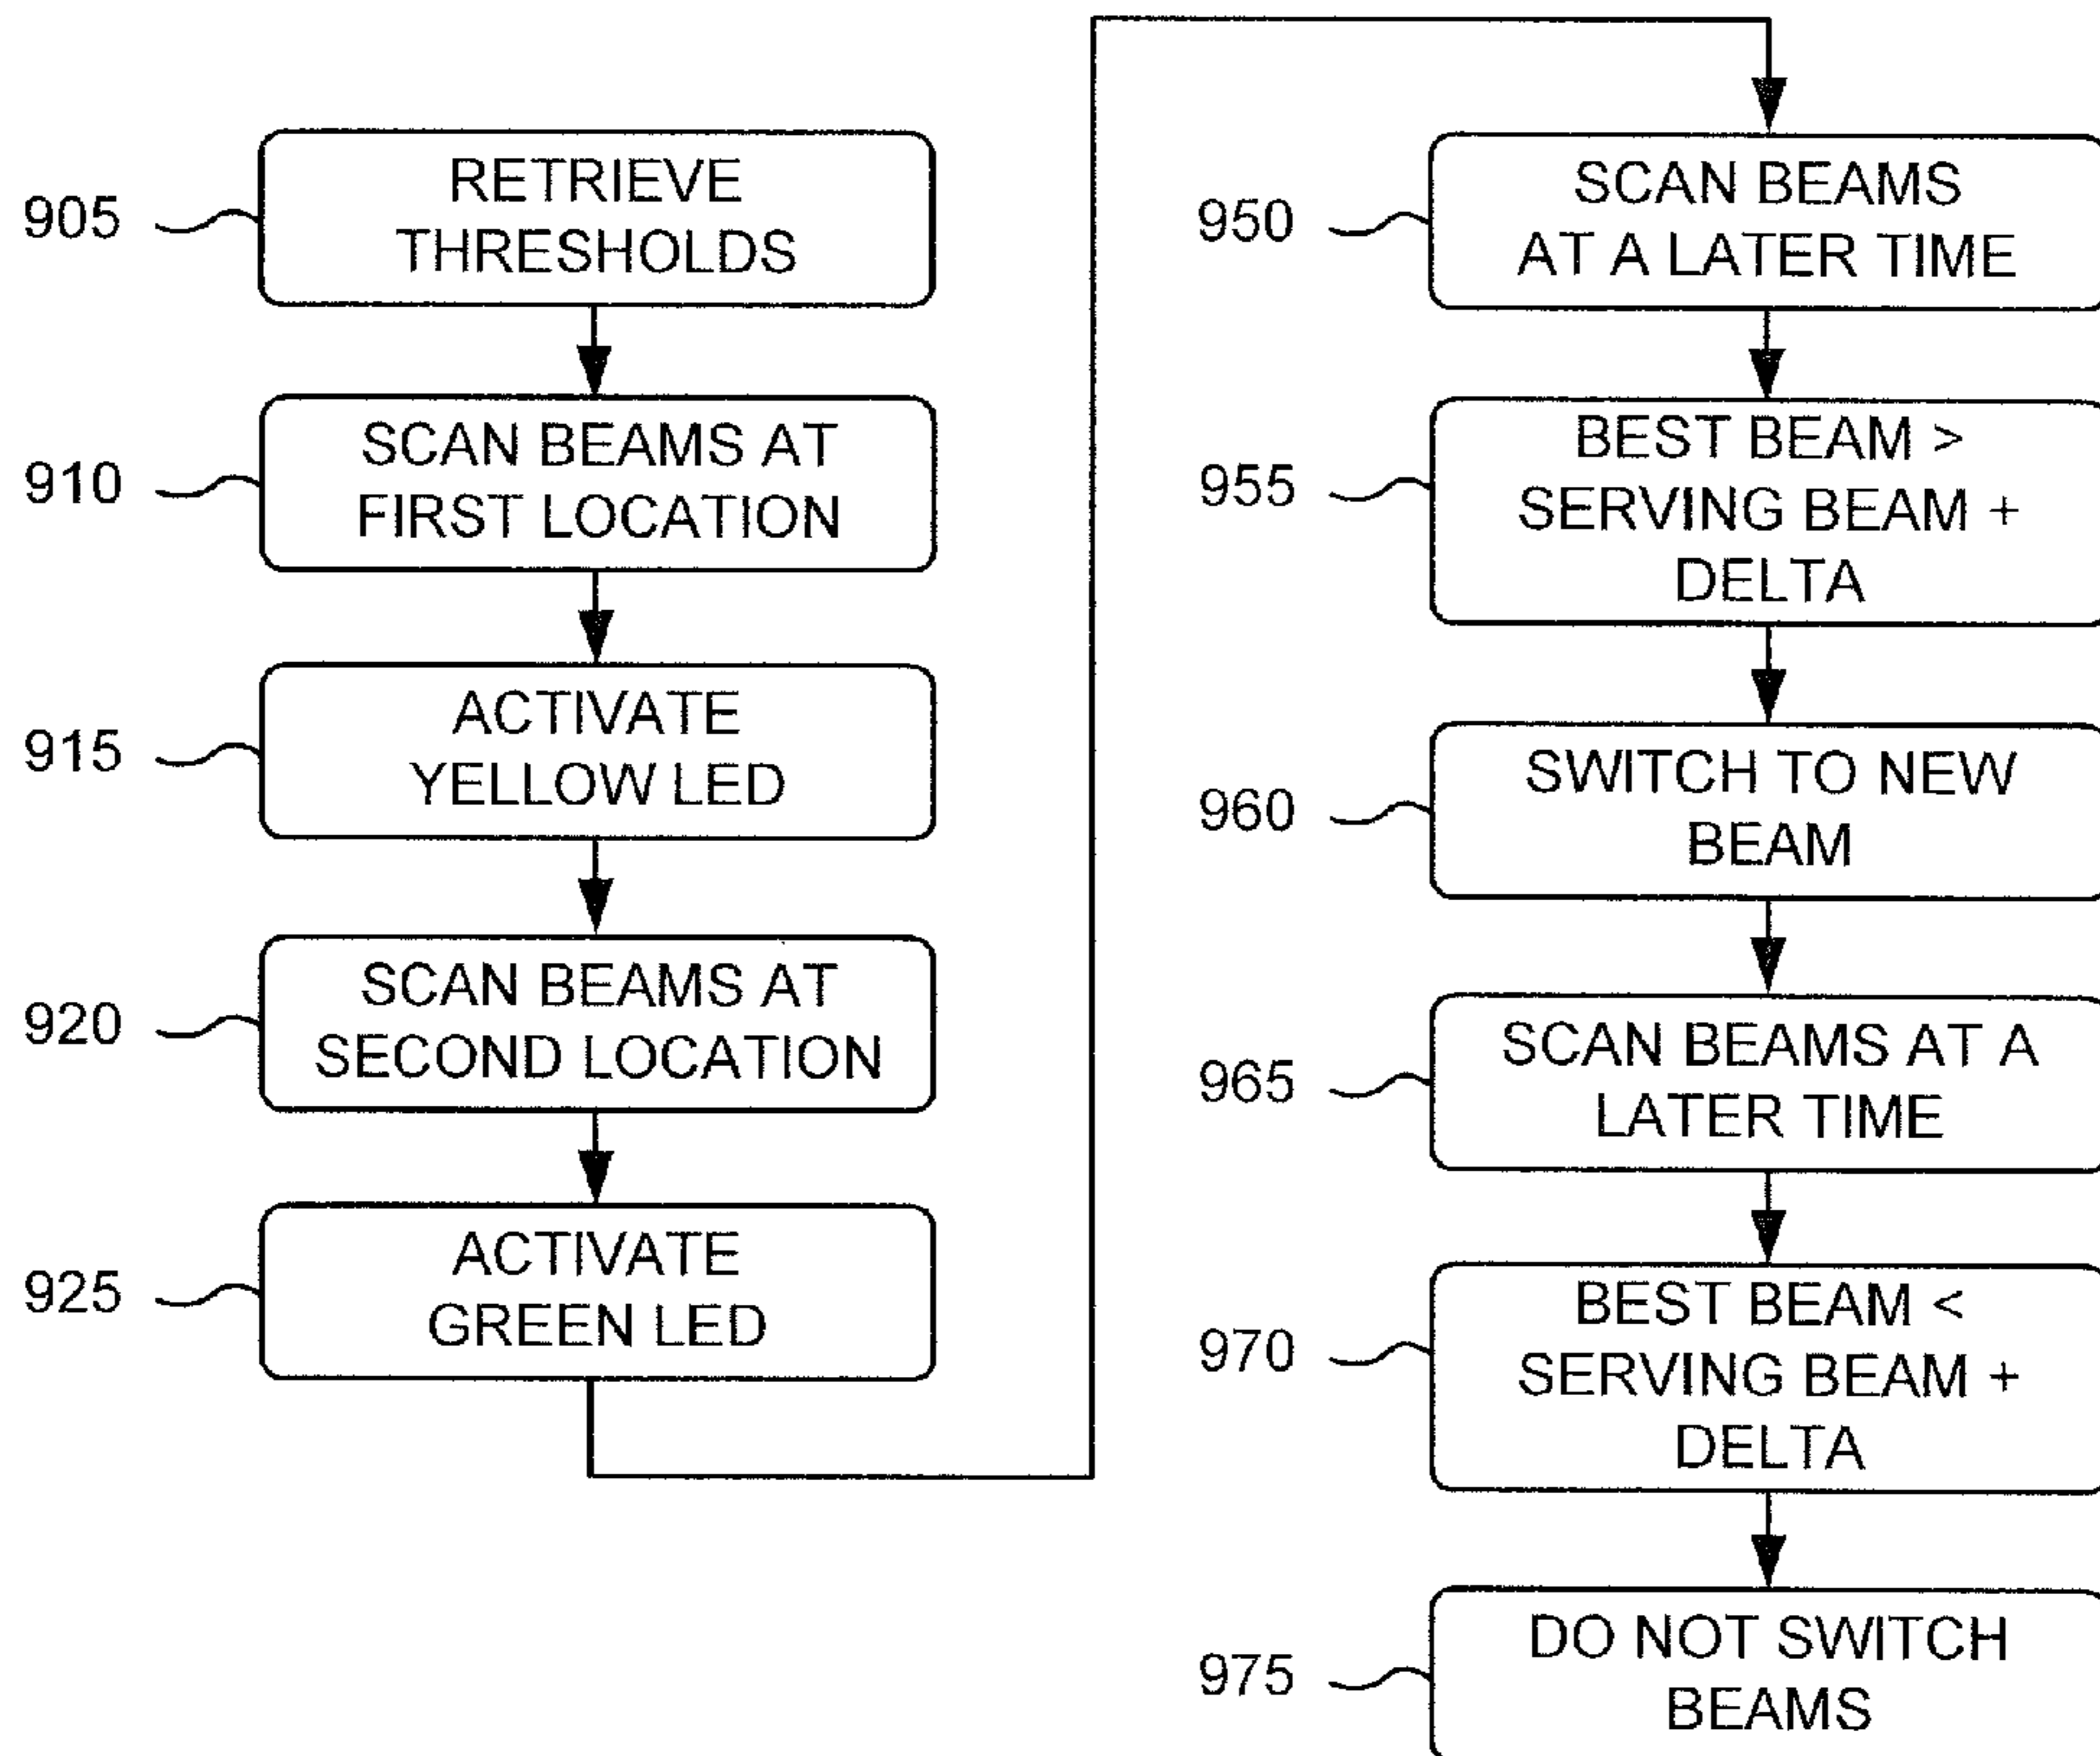 905
RETRIEVE
THRESHOLDS
910
SCAN BEAMS AT
FIRST LOCATION
915
ACTIVATE
YELLOW LED
920
SCAN BEAMS AT
SECOND LOCATION
925
ACTIVATE
GREEN LED
950
SCAN BEAMS
AT A LATER TIME
955
BEST BEAM >
SERVING BEAM +
DELTA
960
SWITCH TO NEW
BEAM
965
SCAN BEAMS AT A
LATER TIME
970
BEST BEAM <
SERVING BEAM +
DELTA
975
DO NOT SWITCH
BEAMS